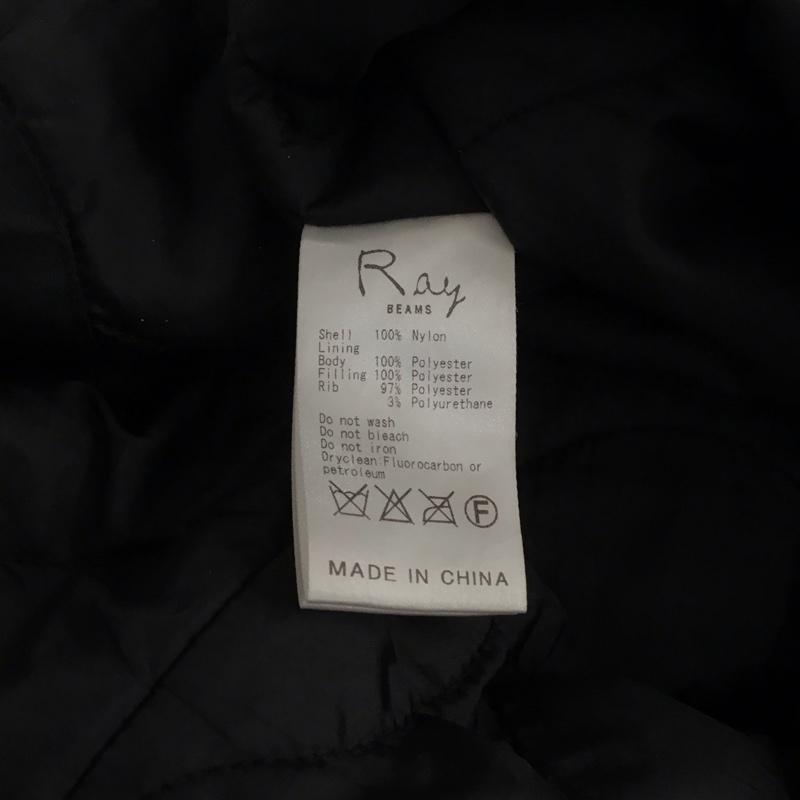 Ray
BEAMS
Shell 100% Nylon
Lining
Body 100% Polyester
Filling 100% Polyester
Rib 97% Polyester
3% Polyurethane
Do not wash
Do not bleach
Do not iron
Dryclean:Fluorocarbon or
petroleum
F
MADE IN CHINA